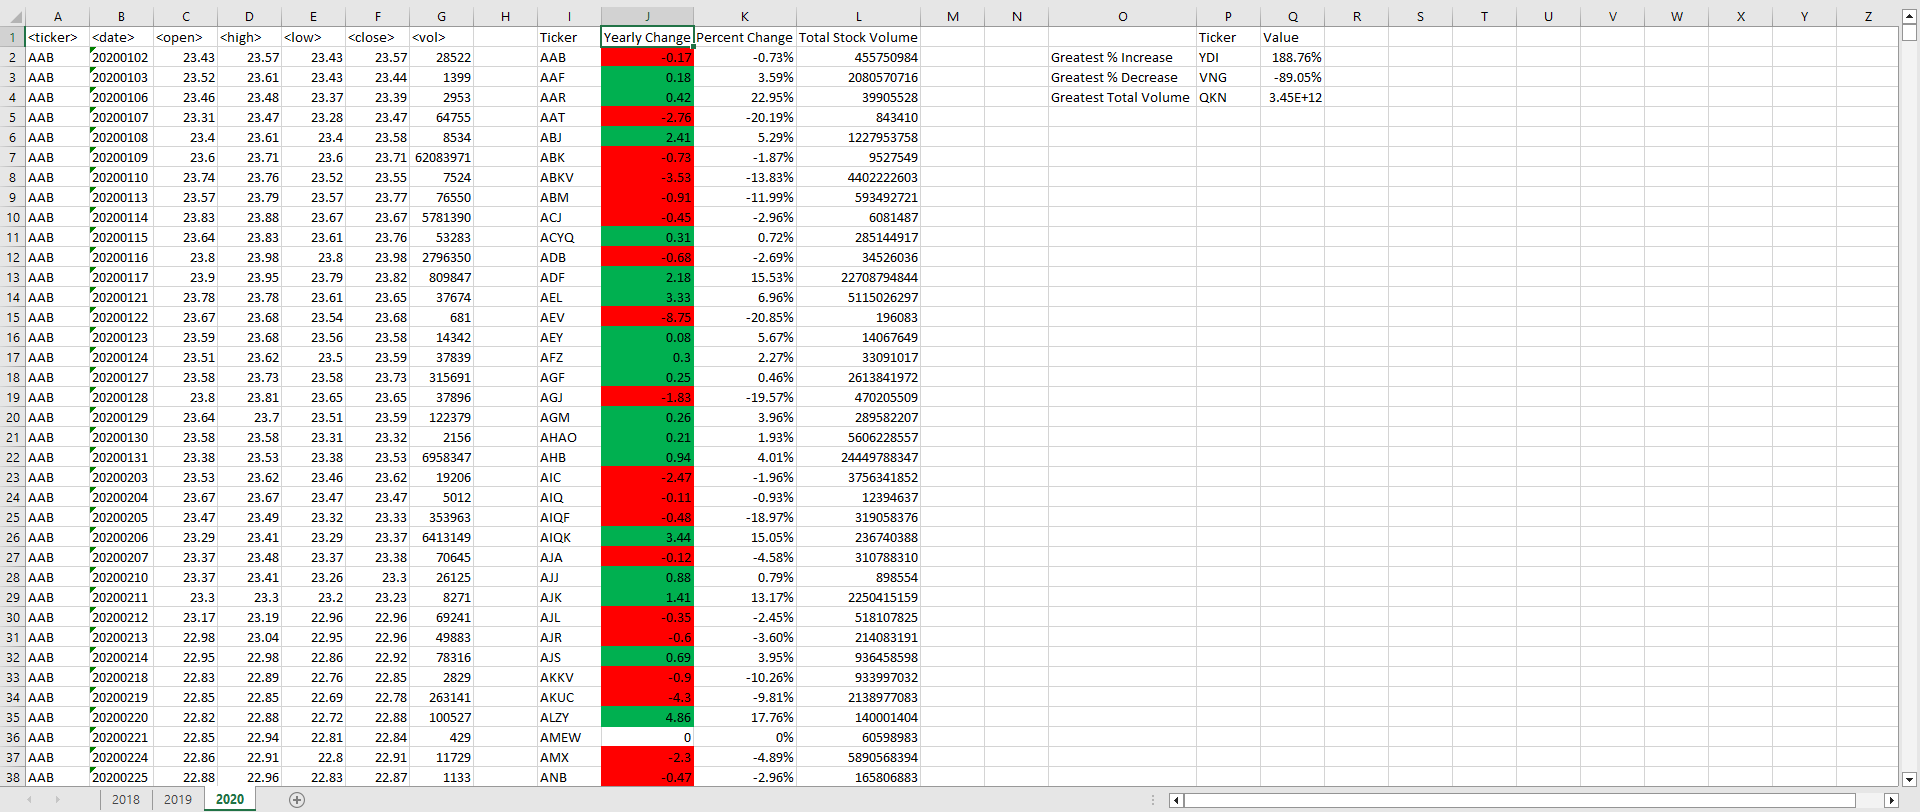 A B C D E F G H I J K L M N O P Q R S T U V W X Y Z
1 <ticker> <date> <open> <high> <low> <close> <vol> Ticker Yearly Change Percent Change Total Stock Volume Ticker Value
2 AAB 20200102 23.43 23.57 23.43 23.57 28522 AAB -0.17 -0.73% 455750984 Greatest % Increase YDI 188.76%
3 AAB 20200103 23.52 23.61 23.43 23.44 1399 AAF 0.18 3.59% 2080570716 Greatest % Decrease VNG -89.05%
4 AAB 20200106 23.46 23.48 23.37 23.39 2953 AAR 0.42 22.95% 39905528 Greatest Total Volume QKN 3.45E+12
5 AAB 20200107 23.31 23.47 23.28 23.47 64755 AAT -2.76 -20.19% 843410
6 AAB 20200108 23.4 23.61 23.4 23.58 8534 ABJ 2.41 5.29% 1227953758
7 AAB 20200109 23.6 23.71 23.6 23.71 62083971 ABK -0.73 -1.87% 9527549
8 AAB 20200110 23.74 23.76 23.52 23.55 7524 ABKV -3.53 -13.83% 4402222603
9 AAB 20200113 23.57 23.79 23.57 23.77 76550 ABM -0.91 -11.99% 593492721
10 AAB 20200114 23.83 23.88 23.67 23.67 5781390 ACJ -0.45 -2.96% 6081487
11 AAB 20200115 23.64 23.83 23.61 23.76 53283 ACYQ 0.31 0.72% 285144917
12 AAB 20200116 23.8 23.98 23.8 23.98 2796350 ADB -0.68 -2.69% 34526036
13 AAB 20200117 23.9 23.95 23.79 23.82 809847 ADF 2.18 15.53% 22708794844
14 AAB 20200121 23.78 23.78 23.61 23.65 37674 AEL 3.33 6.96% 5115026297
15 AAB 20200122 23.67 23.68 23.54 23.68 681 AEV -8.75 -20.85% 196083
16 AAB 20200123 23.59 23.68 23.56 23.58 14342 AEY 0.08 5.67% 14067649
17 AAB 20200124 23.51 23.62 23.5 23.59 37839 AFZ 0.3 2.27% 33091017
18 AAB 20200127 23.58 23.73 23.58 23.73 315691 AGF 0.25 0.46% 2613841972
19 AAB 20200128 23.8 23.81 23.65 23.65 37896 AGJ -1.83 -19.57% 470205509
20 AAB 20200129 23.64 23.7 23.51 23.59 122379 AGM 0.26 3.96% 289582207
21 AAB 20200130 23.58 23.58 23.31 23.32 2156 AHAO 0.21 1.93% 5606228557
22 AAB 20200131 23.38 23.53 23.38 23.53 6958347 AHB 0.94 4.01% 24449788347
23 AAB 20200203 23.53 23.62 23.46 23.62 19206 AIC -2.47 -1.96% 3756341852
24 AAB 20200204 23.67 23.67 23.47 23.47 5012 AIQ -0.11 -0.93% 12394637
25 AAB 20200205 23.47 23.49 23.32 23.33 353963 AIQF -0.48 -18.97% 319058376
26 AAB 20200206 23.29 23.41 23.29 23.37 6413149 AIQK 3.44 15.05% 236740388
27 AAB 20200207 23.37 23.48 23.37 23.38 70645 AJA -0.12 -4.58% 310788310
28 AAB 20200210 23.37 23.41 23.26 23.3 26125 AJJ 0.88 0.79% 898554
29 AAB 20200211 23.3 23.3 23.2 23.23 8271 AJK 1.41 13.17% 2250415159
30 AAB 20200212 23.17 23.19 22.96 22.96 69241 AJL -0.35 -2.45% 518107825
31 AAB 20200213 22.98 23.04 22.95 22.96 49883 AJR -0.6 -3.60% 214083191
32 AAB 20200214 22.95 22.98 22.86 22.92 78316 AJS 0.69 3.95% 936458598
33 AAB 20200218 22.83 22.89 22.76 22.85 2829 AKKV -0.9 -10.26% 933997032
34 AAB 20200219 22.85 22.85 22.69 22.78 263141 AKUC -4.3 -9.81% 2138977083
35 AAB 20200220 22.82 22.88 22.72 22.88 100527 ALZY 4.86 17.76% 140001404
36 AAB 20200221 22.85 22.94 22.81 22.84 429 AMEW 0 0% 60598983
37 AAB 20200224 22.86 22.91 22.8 22.91 11729 AMX -2.3 -4.89% 5890568394
38 AAB 20200225 22.88 22.96 22.83 22.87 1133 ANB -0.47 -2.96% 165806883
2018 2019 2020